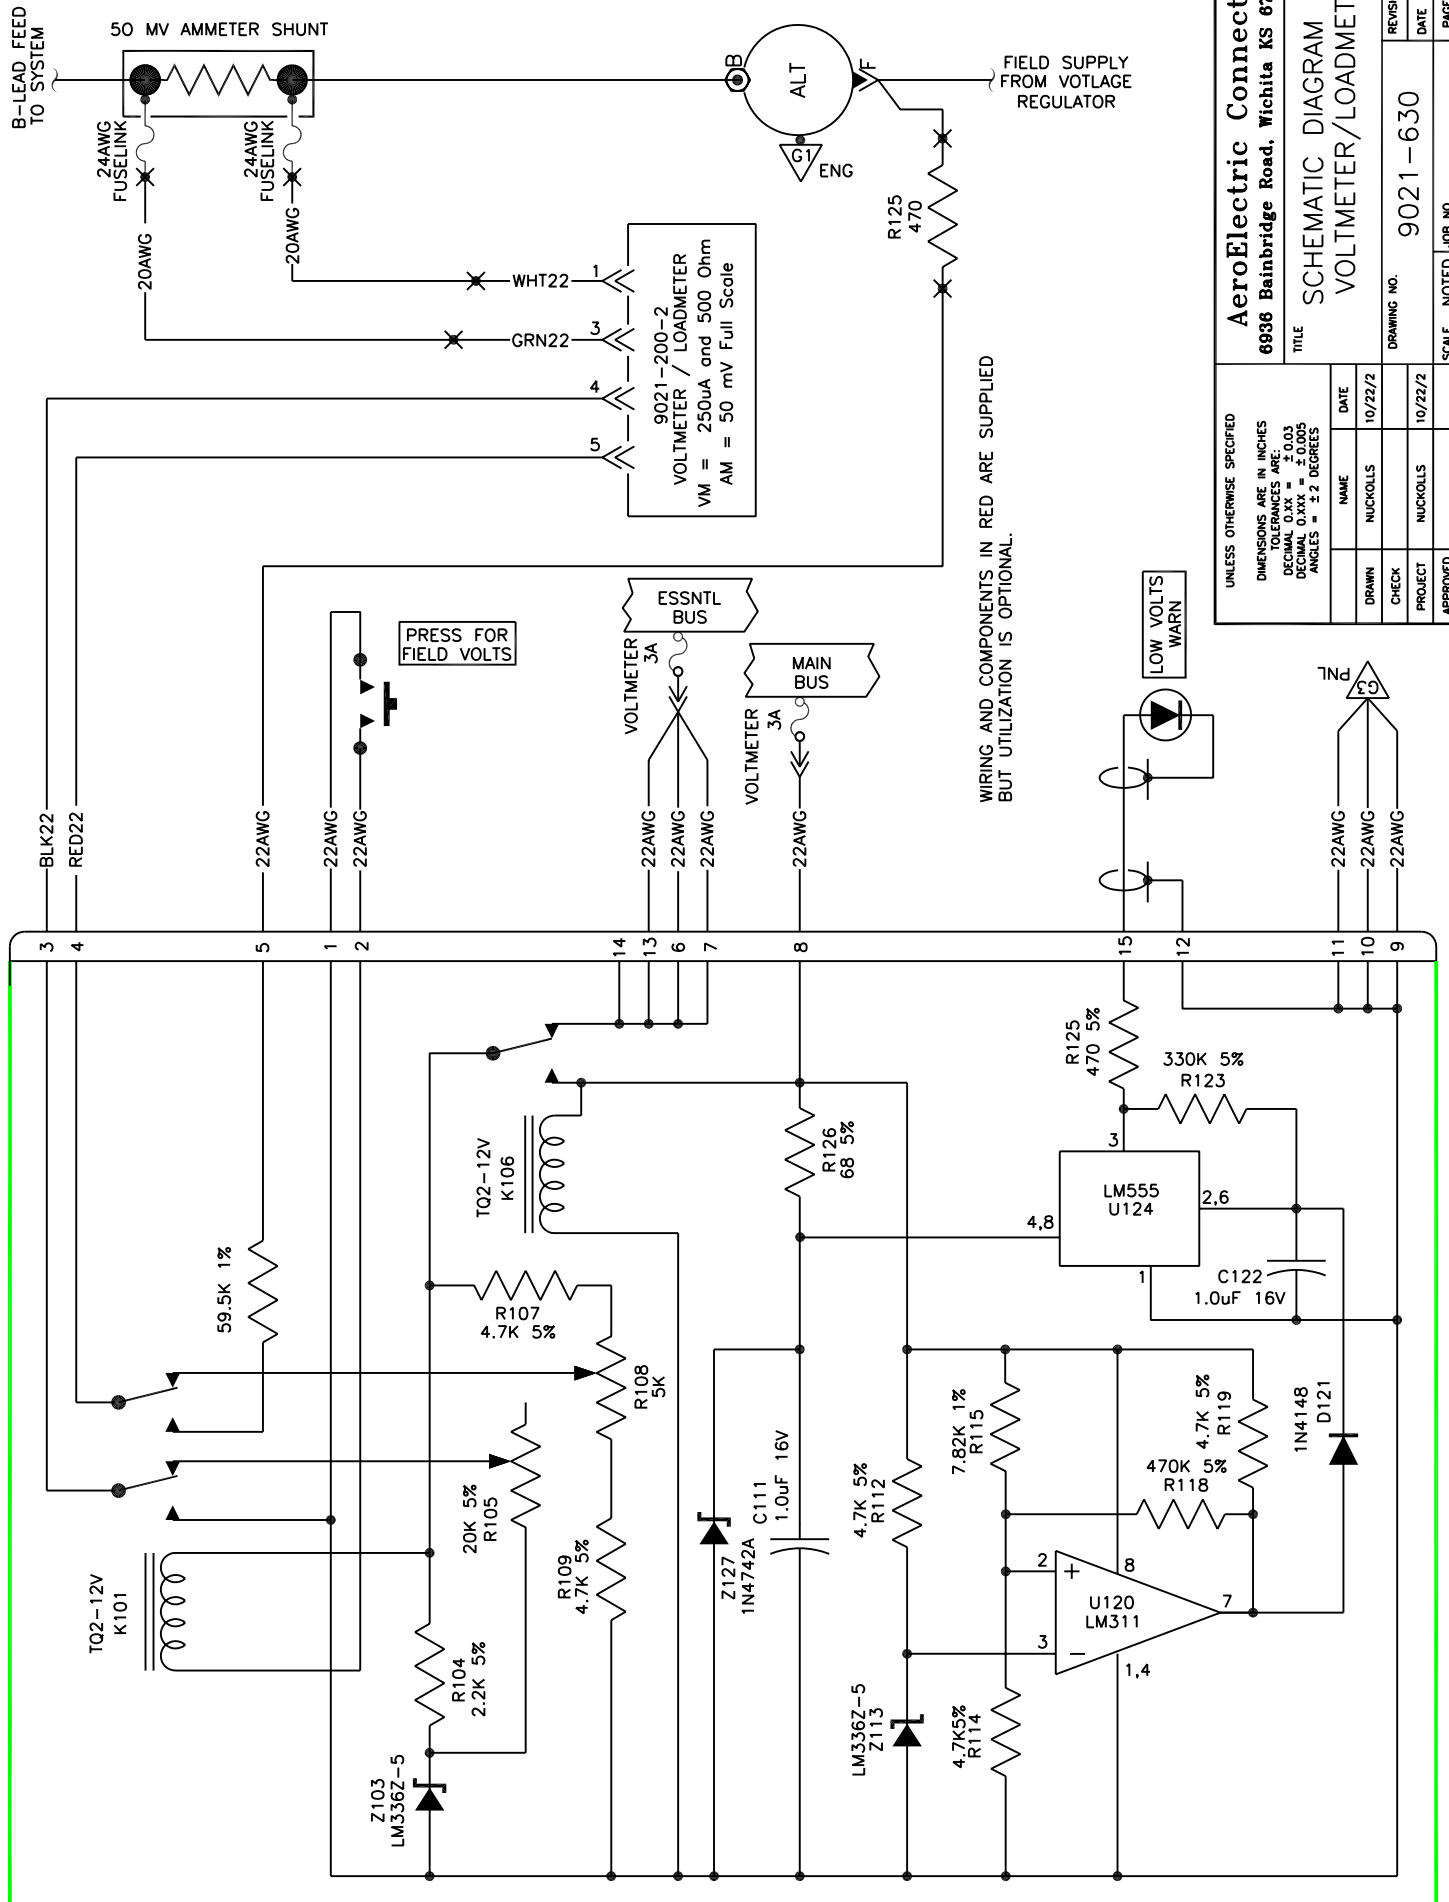 B-LEAD FEED
TO SYSTEM
50 MV AMMETER SHUNT
24AWG
FUSELINK
24AWG
FUSELINK
20AWG
20AWG
B
ALT
F
G1
ENG
FIELD SUPPLY
FROM VOTLAGE
REGULATOR
R125
470
WHT22
GRN22
1
3
4
5
9021-200-2
VOLTMETER / LOADMETER
VM = 250uA and 500 Ohm
AM = 50 mV Full Scale
PRESS FOR
FIELD VOLTS
ESSNTL
BUS
VOLTMETER
3A
MAIN
BUS
VOLTMETER
3A
WIRING AND COMPONENTS IN RED ARE SUPPLIED
BUT UTILIZATION IS OPTIONAL.
LOW VOLTS
WARN
G3
PNL
AeroElectric Connect
6936 Bainbridge Road, Wichita KS
TITLE
SCHEMATIC DIAGRAM
VOLTMETER/LOADMET
DRAWING NO.
9021-630
REVISI
DATE
PAGE
SCALE
NOTED
JOB NO.
UNLESS OTHERWISE SPECIFIED
DIMENSIONS ARE IN INCHES
TOLERANCES ARE:
DECIMAL 0.XX = ±0.03
DECIMAL 0.XXX = ±0.005
ANGLES = ±2 DEGREES
NAME
DATE
DRAWN
NUCKOLLS
10/22/2
CHECK
PROJECT
NUCKOLLS
10/22/2
APPROVED
BLK22
RED22
22AWG
22AWG
22AWG
22AWG
22AWG
22AWG
22AWG
22AWG
22AWG
22AWG
3
4
5
1
2
14
13
6
7
8
15
12
11
10
9
59.5K 1%
TQ2-12V
K106
R107
4.7K 5%
R108
5K
20K 5%
R105
R109
4.7K 5%
TQ2-12V
K101
R104
2.2K 5%
Z103
LM336Z-5
R126
68 5%
Z127
1N4742A
C111
1.0uF 16V
4.7K 5%
R112
LM336Z-5
Z113
7.82K 1%
R115
4.7K5%
R114
R125
470 5%
330K 5%
R123
3
LM555
U124
2,6
4,8
1
C122
1.0uF 16V
4.7K 5%
R119
470K 5%
R118
1N4148
D121
2
+
8
U120
LM311
7
3
−
1,4